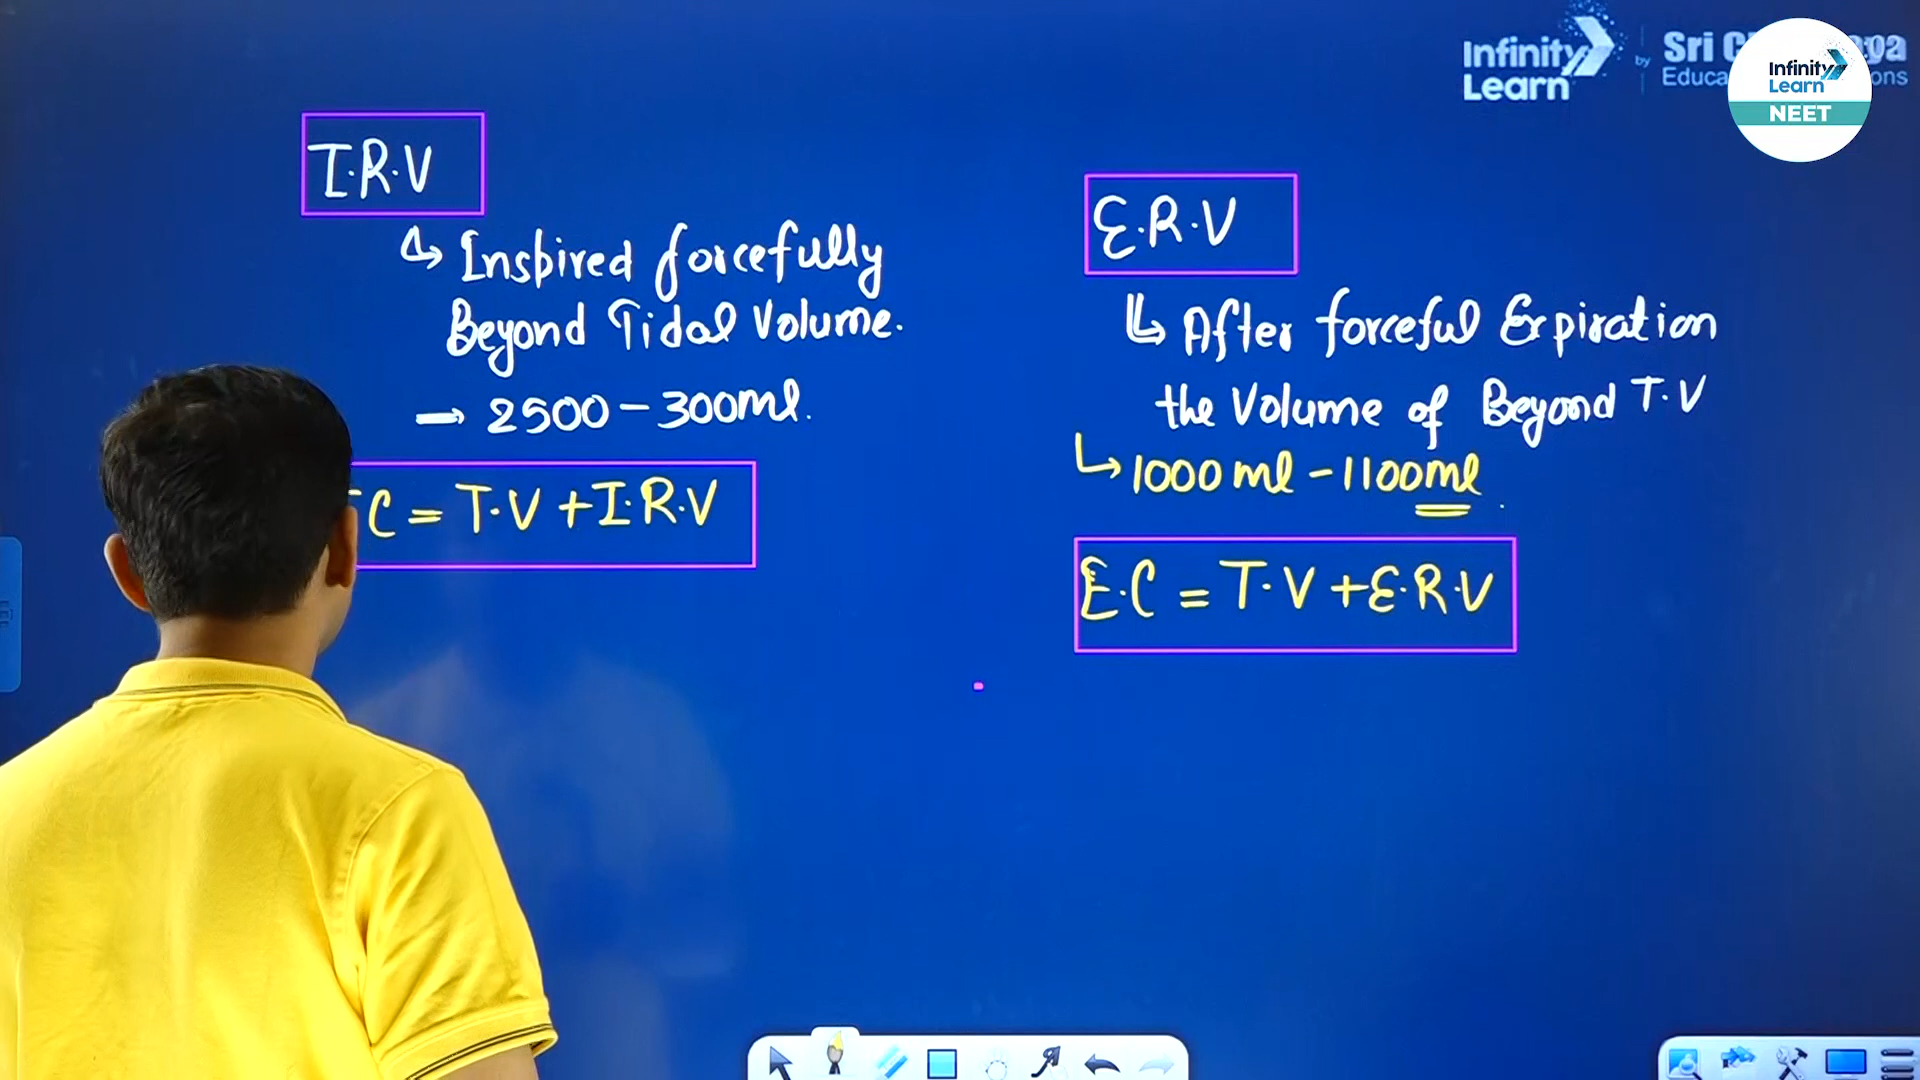 Infinity Learn by Sri
Educa ons
Infinity Learn
NEET
I.R.V
↳ Inspired forcefully
Beyond Tidal Volume.
→ 2500 - 300ml.
C = T.V + I.R.V
E.R.V
↳ After forceful Expiration
the Volume of Beyond T.V
↳ 1000 ml - 1100ml
E.C = T.V + E.R.V